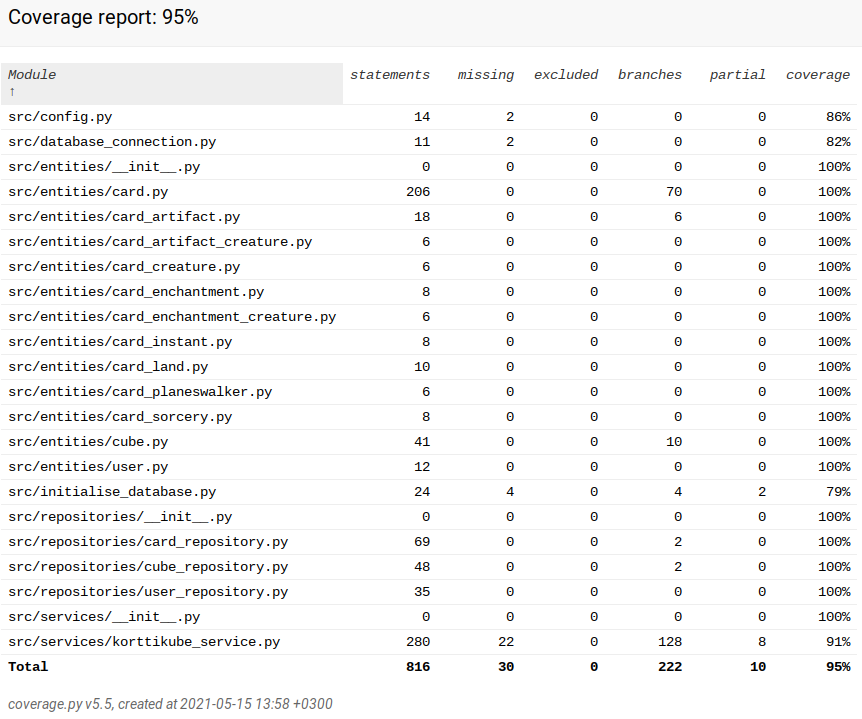 Coverage report: 95%
Module statements missing excluded branches partial coverage
↑
src/config.py 14 2 0 0 0 86%
src/database_connection.py 11 2 0 0 0 82%
src/entities/__init__.py 0 0 0 0 0 100%
src/entities/card.py 206 0 0 70 0 100%
src/entities/card_artifact.py 18 0 0 6 0 100%
src/entities/card_artifact_creature.py 6 0 0 0 0 100%
src/entities/card_creature.py 6 0 0 0 0 100%
src/entities/card_enchantment.py 8 0 0 0 0 100%
src/entities/card_enchantment_creature.py 6 0 0 0 0 100%
src/entities/card_instant.py 8 0 0 0 0 100%
src/entities/card_land.py 10 0 0 0 0 100%
src/entities/card_planeswalker.py 6 0 0 0 0 100%
src/entities/card_sorcery.py 8 0 0 0 0 100%
src/entities/cube.py 41 0 0 10 0 100%
src/entities/user.py 12 0 0 0 0 100%
src/initialise_database.py 24 4 0 4 2 79%
src/repositories/__init__.py 0 0 0 0 0 100%
src/repositories/card_repository.py 69 0 0 2 0 100%
src/repositories/cube_repository.py 48 0 0 2 0 100%
src/repositories/user_repository.py 35 0 0 0 0 100%
src/services/__init__.py 0 0 0 0 0 100%
src/services/korttikube_service.py 280 22 0 128 8 91%
Total 816 30 0 222 10 95%
coverage.py v5.5, created at 2021-05-15 13:58 +0300